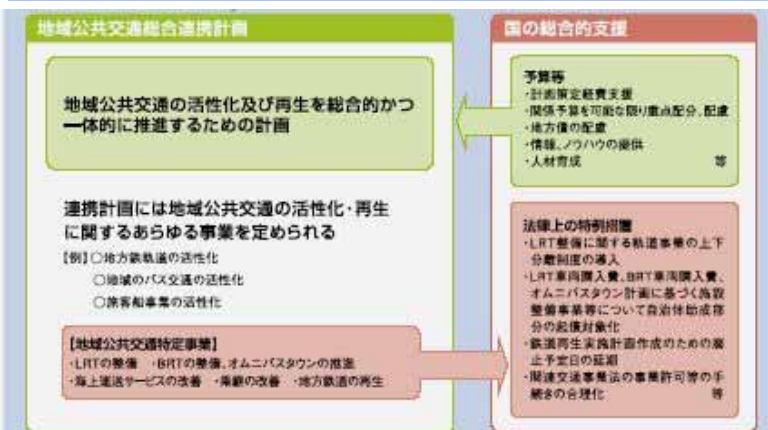 地域公共交通総合連携計画
地域公共交通の活性化及び再生を総合的かつ
一体的に推進するための計画
連携計画には地域公共交通の活性化・再生
に関するあらゆる事業を定められる
【例】○地方鉄軌道の活性化
○地域のバス交通の活性化
○旅客船事業の活性化
【地域公共交通特定事業】
・LRTの整備 ・BRTの整備、オムニバスタウンの推進
・海上運送サービスの改善 ・乗継の改善 ・地方鉄道の再生
国の総合的支援
予算等
・計画策定経費支援
・関係予算を可能な限り重点配分、配慮
・地方債の配慮
・情報、ノウハウの提供
・人材育成 等
法律上の特例措置
・LRT整備に関する軌道事業の上下
分離制度の導入
・LRT車両購入費、BRT車両購入費、
オムニバスタウン計画に基づく施設
整備事業等について自治体助成部
分の起債対象化
・鉄道再生実施計画作成のための廃
止予定日の延期
・関連交通事業法の事業許可等の手
続きの合理化 等